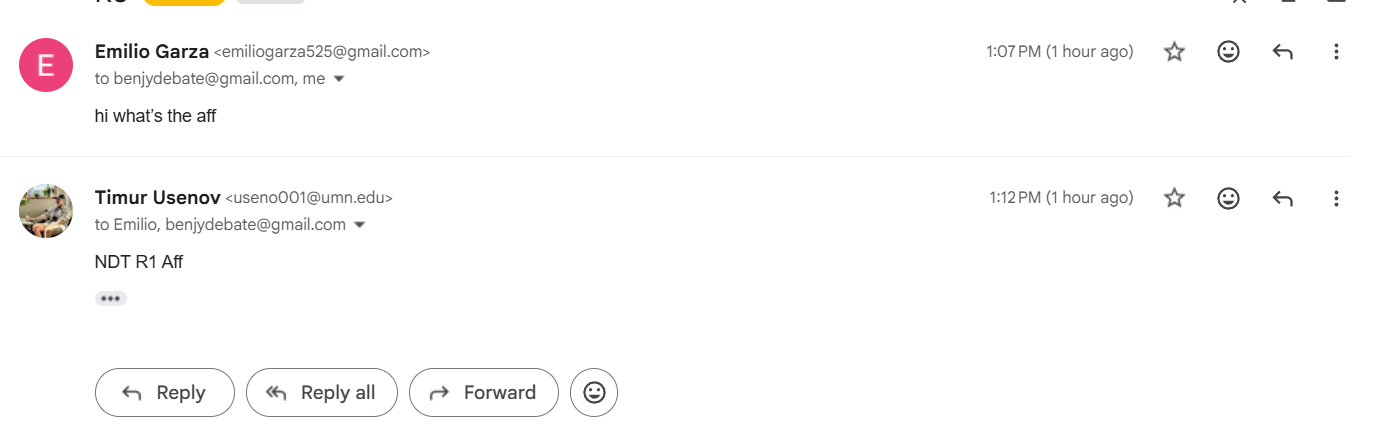 E
Emilio Garza <emiliogarza525@gmail.com> 1:07 PM (1 hour ago)
to benjydebate@gmail.com, me
hi what's the aff
Timur Usenov <useno001@umn.edu> 1:12 PM (1 hour ago)
to Emilio, benjydebate@gmail.com
NDT R1 Aff
Reply Reply all Forward